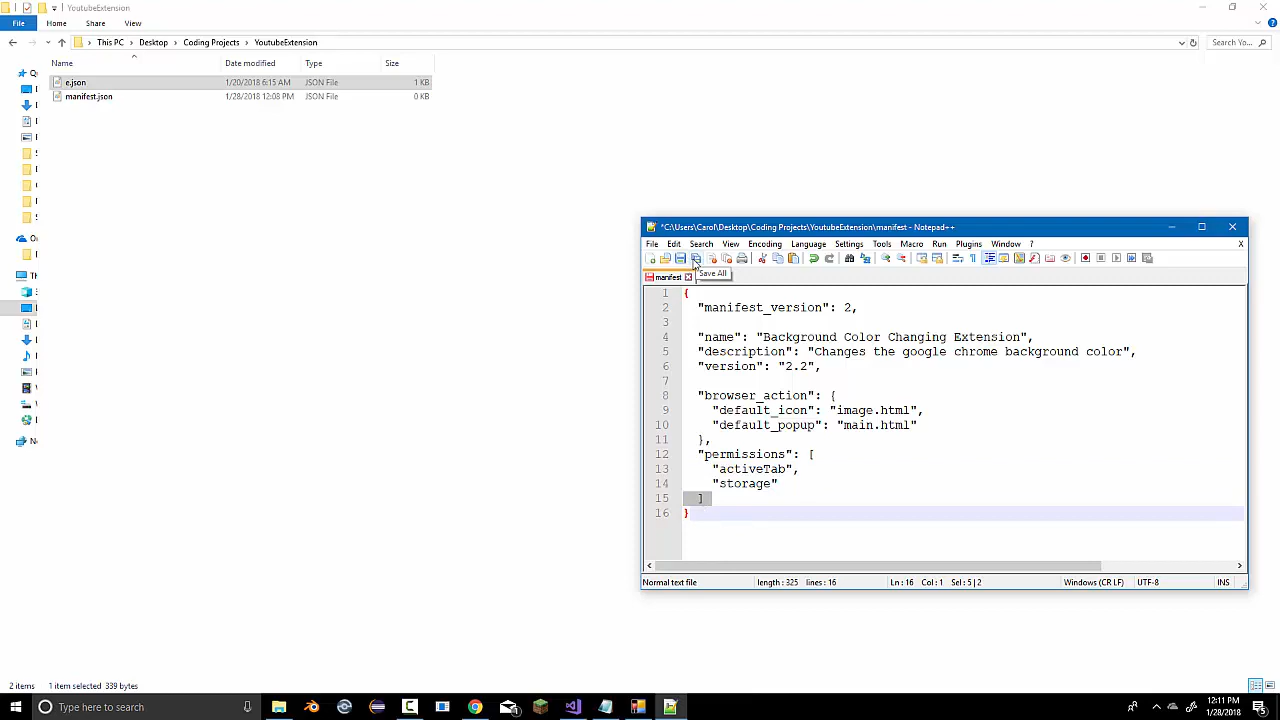 YoutubeExtension
File Home Share View
This PC Desktop Coding Projects YoutubeExtension
Search Yo...
Name Date modified Type Size
e.json 1/20/2018 6:15 AM JSON File 1 KB
manifest.json 1/28/2018 12:08 PM JSON File 0 KB
*C:\Users\Carol\Desktop\Coding Projects\YoutubeExtension\manifest - Notepad++
File Edit Search View Encoding Language Settings Tools Macro Run Plugins Window ? X
Save All
manifest
1 {
2 "manifest_version": 2,
3
4 "name": "Background Color Changing Extension",
5 "description": "Changes the google chrome background color",
6 "version": "2.2",
7
8 "browser_action": {
9 "default_icon": "image.html",
10 "default_popup": "main.html"
11 },
12 "permissions": [
13 "activeTab",
14 "storage"
15 ]
16 }
Normal text file length : 325 lines : 16 Ln : 16 Col : 1 Sel : 5 | 2 Windows (CR LF) UTF-8 INS
2 items 1 item selected 339 bytes
Type here to search
12:11 PM
1/28/2018